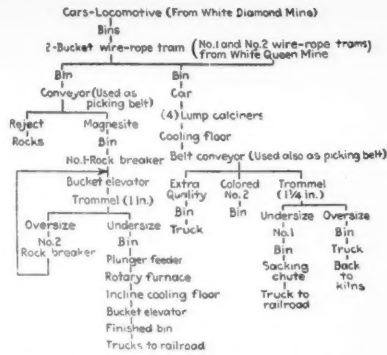 Cars-Locomotive (From White Diamond Mine)
Bins
2-Bucket wire-rope tram (No.1 and No.2 wire-rope trams from White Queen Mine)
Bin
Conveyor (Used as picking belt)
Reject
Rocks
Magnesite
Bin
No.1-Rock breaker
Bucket elevator
Trommel (1 in.)
Oversize
No.2
Rock breaker
Undersize
Bin
Plunger feeder
Rotary furnace
Incline cooling floor
Bucket elevator
Finished bin
Trucks to railroad
Bin
Car
(4) Lump calciners
Cooling floor
Belt conveyor (Used also as picking belt)
Extra
Quality
Bin
Truck
Colored
No.2
Bin
Trommel
(1¼ in.)
Undersize
No.1
Bin
Sacking
chute
Truck to
railroad
Oversize
Bin
Truck
Back
to
kilns